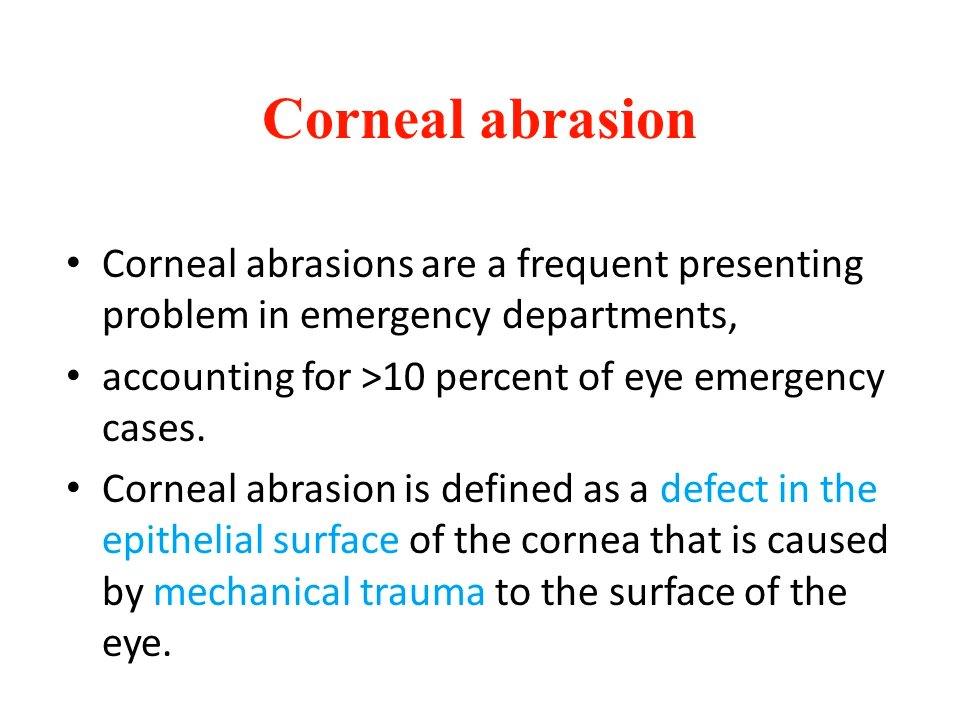 Corneal abrasion
• Corneal abrasions are a frequent presenting
problem in emergency departments,
• accounting for >10 percent of eye emergency
cases.
• Corneal abrasion is defined as a defect in the
epithelial surface of the cornea that is caused
by mechanical trauma to the surface of the
eye.